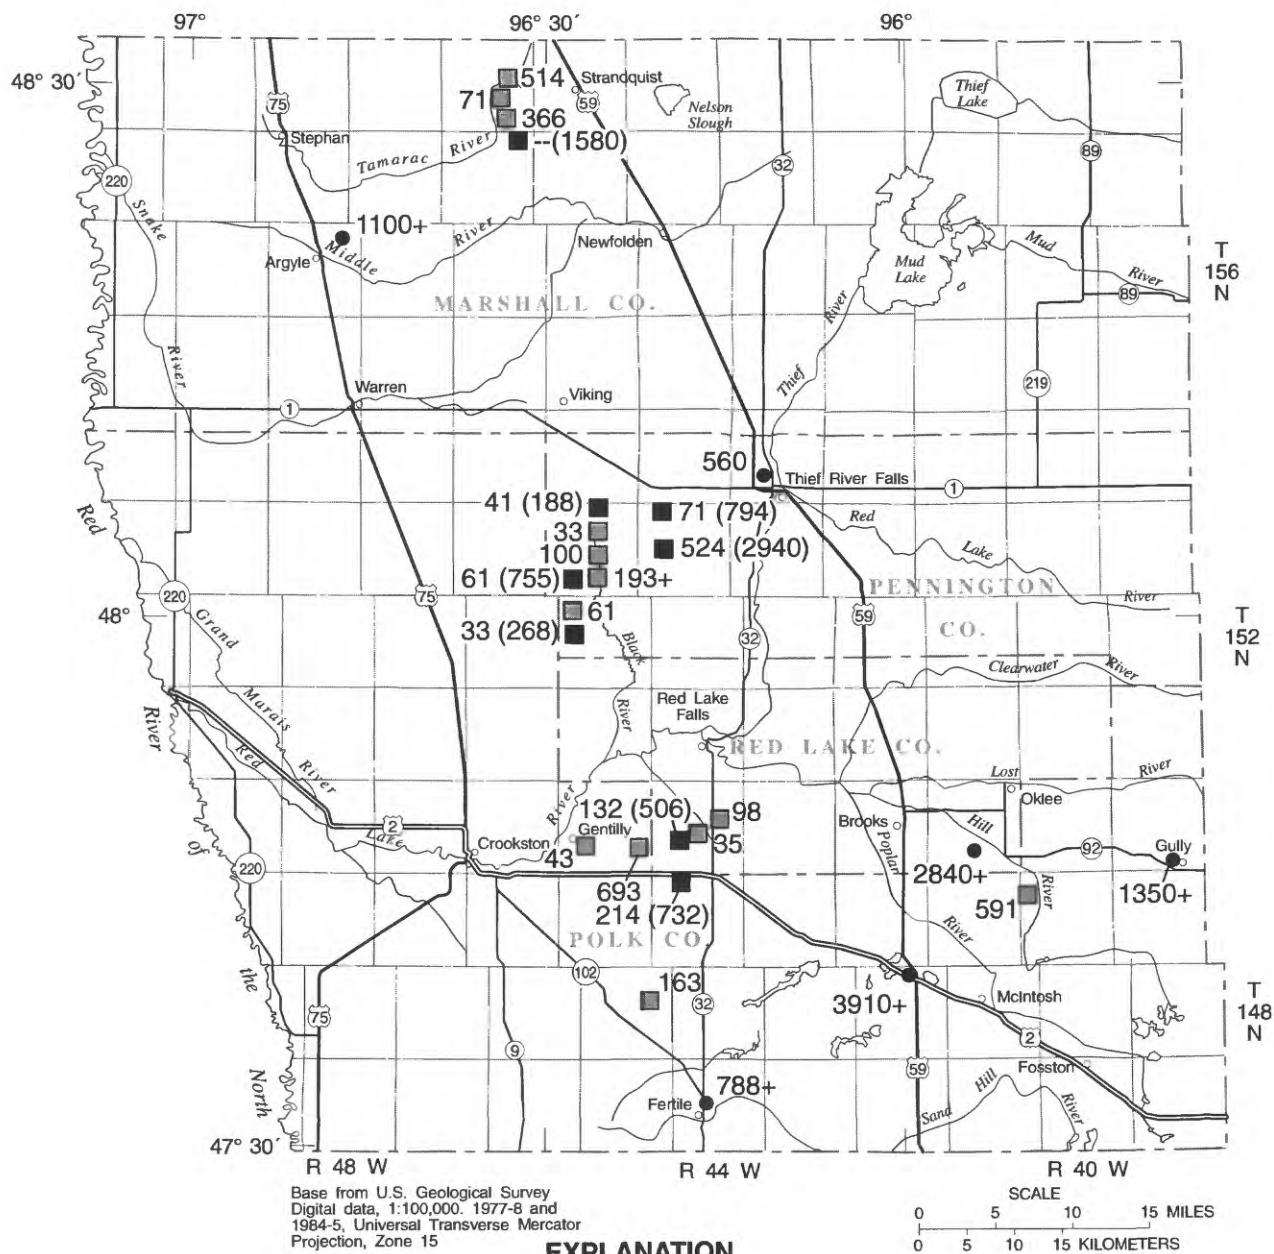 97°
96° 30´
96°
48° 30´
514
Strandquist
75
71
59
Nelson
Slough
Thief
Lake
366
--(1580)
Stephan
Tamarac River
32
89
220
Snake
River
1100+
Middle River
Argyle
Newfolden
Mud
Lake
Mud
River
T
156
N
89
MARSHALL CO.
River
Thief
219
Warren
Viking
1
560
Thief River Falls
1
41 (188)
71 (794)
Red
Lake
River
Red
33
100
524 (2940)
61 (755)
193+
PENNINGTON
CO.
75
48°
220
Grand
Marais
River
61
33 (268)
Black
River
32
59
T
152
N
Clearwater
River
Red Lake
Falls
RED LAKE CO.
River
Red
Lake
Lost
River
Oklee
River
132 (506)
98
2
Crookston
Gentilly
35
Brooks
Poplar
River
Hill
River
92
Gully
43
of
220
693
2840+
591
1350+
214 (732)
POLK CO.
102
163
32
3910+
McIntosh
T
148
N
75
the
9
2
59
Fosston
788+
Fertile
Sand
Hill
River
North
47° 30´
R 48 W
R 44 W
R 40 W
Base from U.S. Geological Survey
Digital data, 1:100,000. 1977-8 and
1984-5, Universal Transverse Mercator
Projection, Zone 15
SCALE
0 5 10 15 MILES
0 5 10 15 KILOMETERS
EXPLANATION